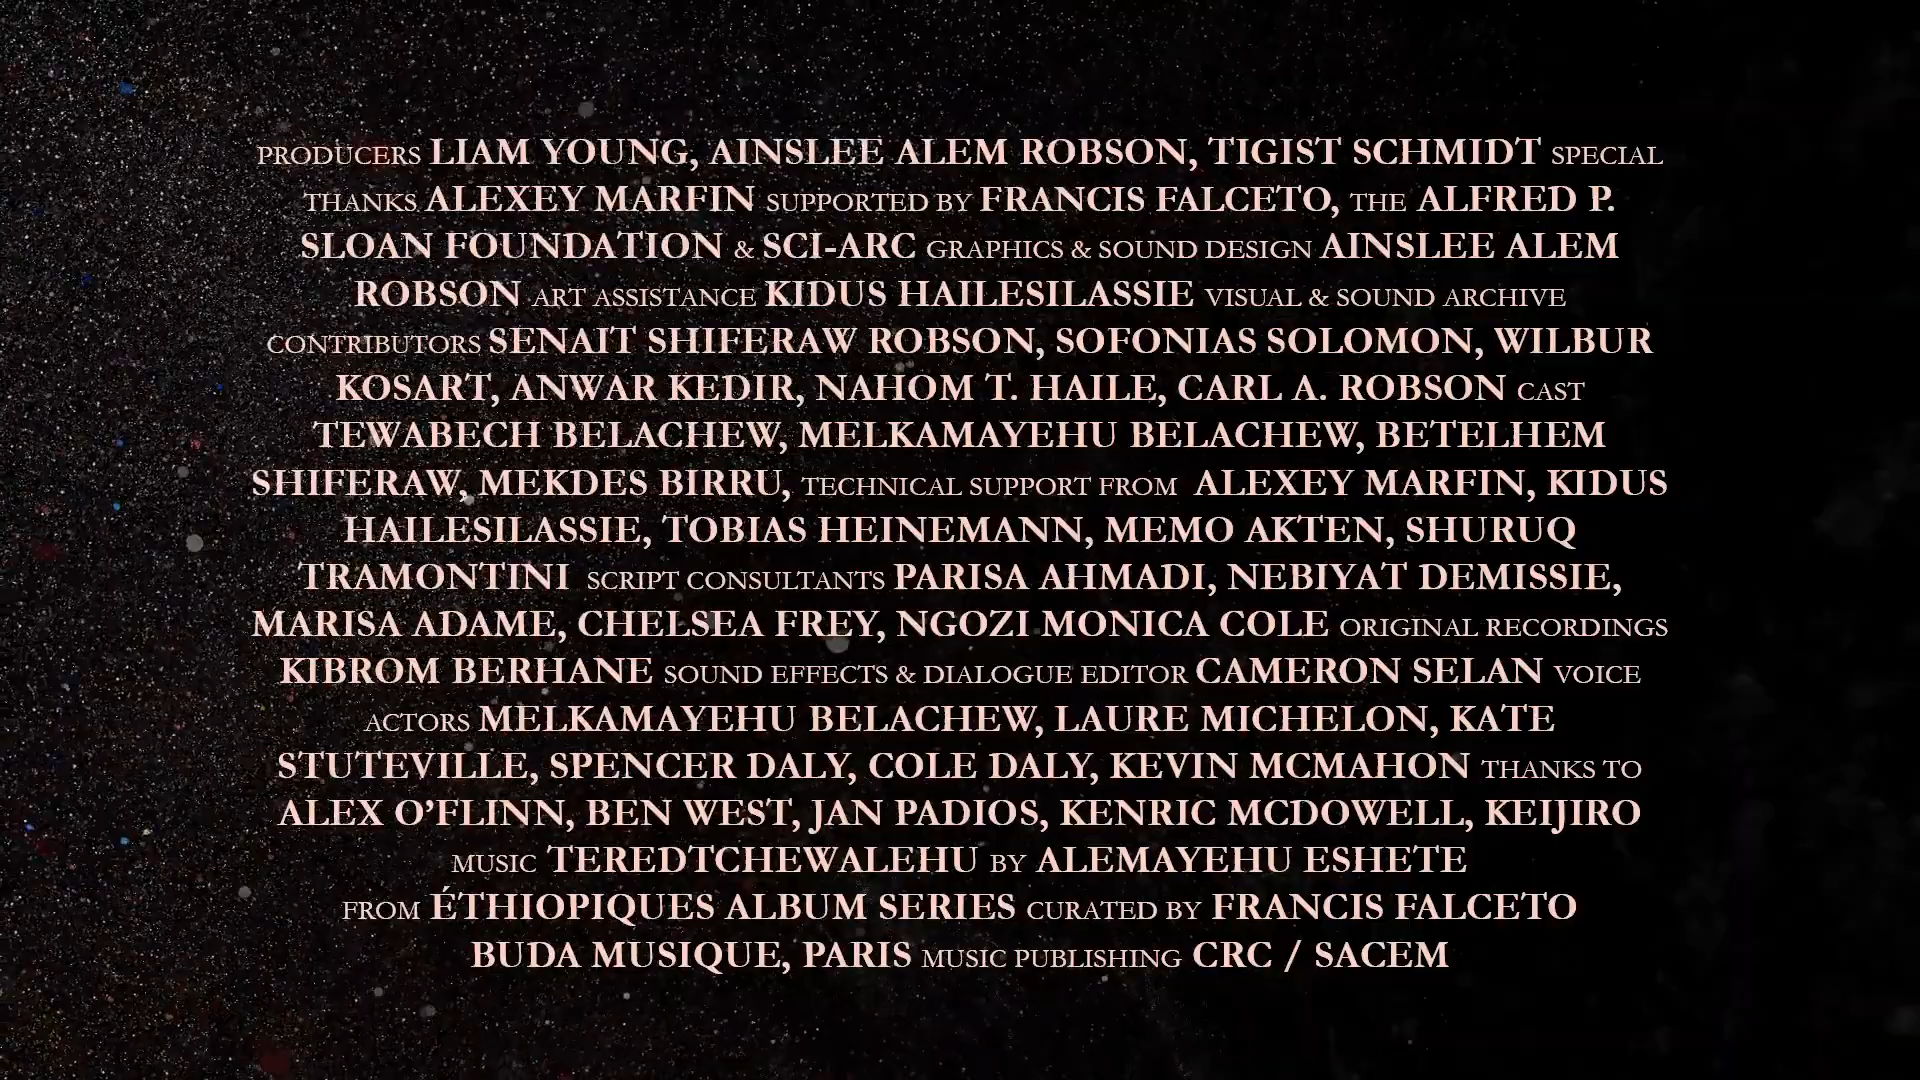 PRODUCERS LIAM YOUNG, AINSLEE ALEM ROBSON, TIGIST SCHMIDT SPECIAL
THANKS ALEXEY MARFIN SUPPORTED BY FRANCIS FALCETO, THE ALFRED P.
SLOAN FOUNDATION & SCI-ARC GRAPHICS & SOUND DESIGN AINSLEE ALEM
ROBSON ART ASSISTANCE KIDUS HAILESILASSIE VISUAL & SOUND ARCHIVE
CONTRIBUTORS SENAIT SHIFERAW ROBSON, SOFONIAS SOLOMON, WILBUR
KOSART, ANWAR KEDIR, NAHOM T. HAILE, CARL A. ROBSON CAST
TEWABECH BELACHEW, MELKAMAYEHU BELACHEW, BETELHEM
SHIFERAW, MEKDES BIRRU, TECHNICAL SUPPORT FROM ALEXEY MARFIN, KIDUS
HAILESILASSIE, TOBIAS HEINEMANN, MEMO AKTEN, SHURUQ
TRAMONTINI SCRIPT CONSULTANTS PARISA AHMADI, NEBIYAT DEMISSIE,
MARISA ADAME, CHELSEA FREY, NGOZI MONICA COLE ORIGINAL RECORDINGS
KIBROM BERHANE SOUND EFFECTS & DIALOGUE EDITOR CAMERON SELAN VOICE
ACTORS MELKAMAYEHU BELACHEW, LAURE MICHELON, KATE
STUTEVILLE, SPENCER DALY, COLE DALY, KEVIN MCMAHON THANKS TO
ALEX O’FLINN, BEN WEST, JAN PADIOS, KENRIC MCDOWELL, KEIJIRO
MUSIC TEREDTCHEWALEHU BY ALEMAYEHU ESHETE
FROM ÉTHIOPIQUES ALBUM SERIES CURATED BY FRANCIS FALCETO
BUDA MUSIQUE, PARIS MUSIC PUBLISHING CRC / SACEM